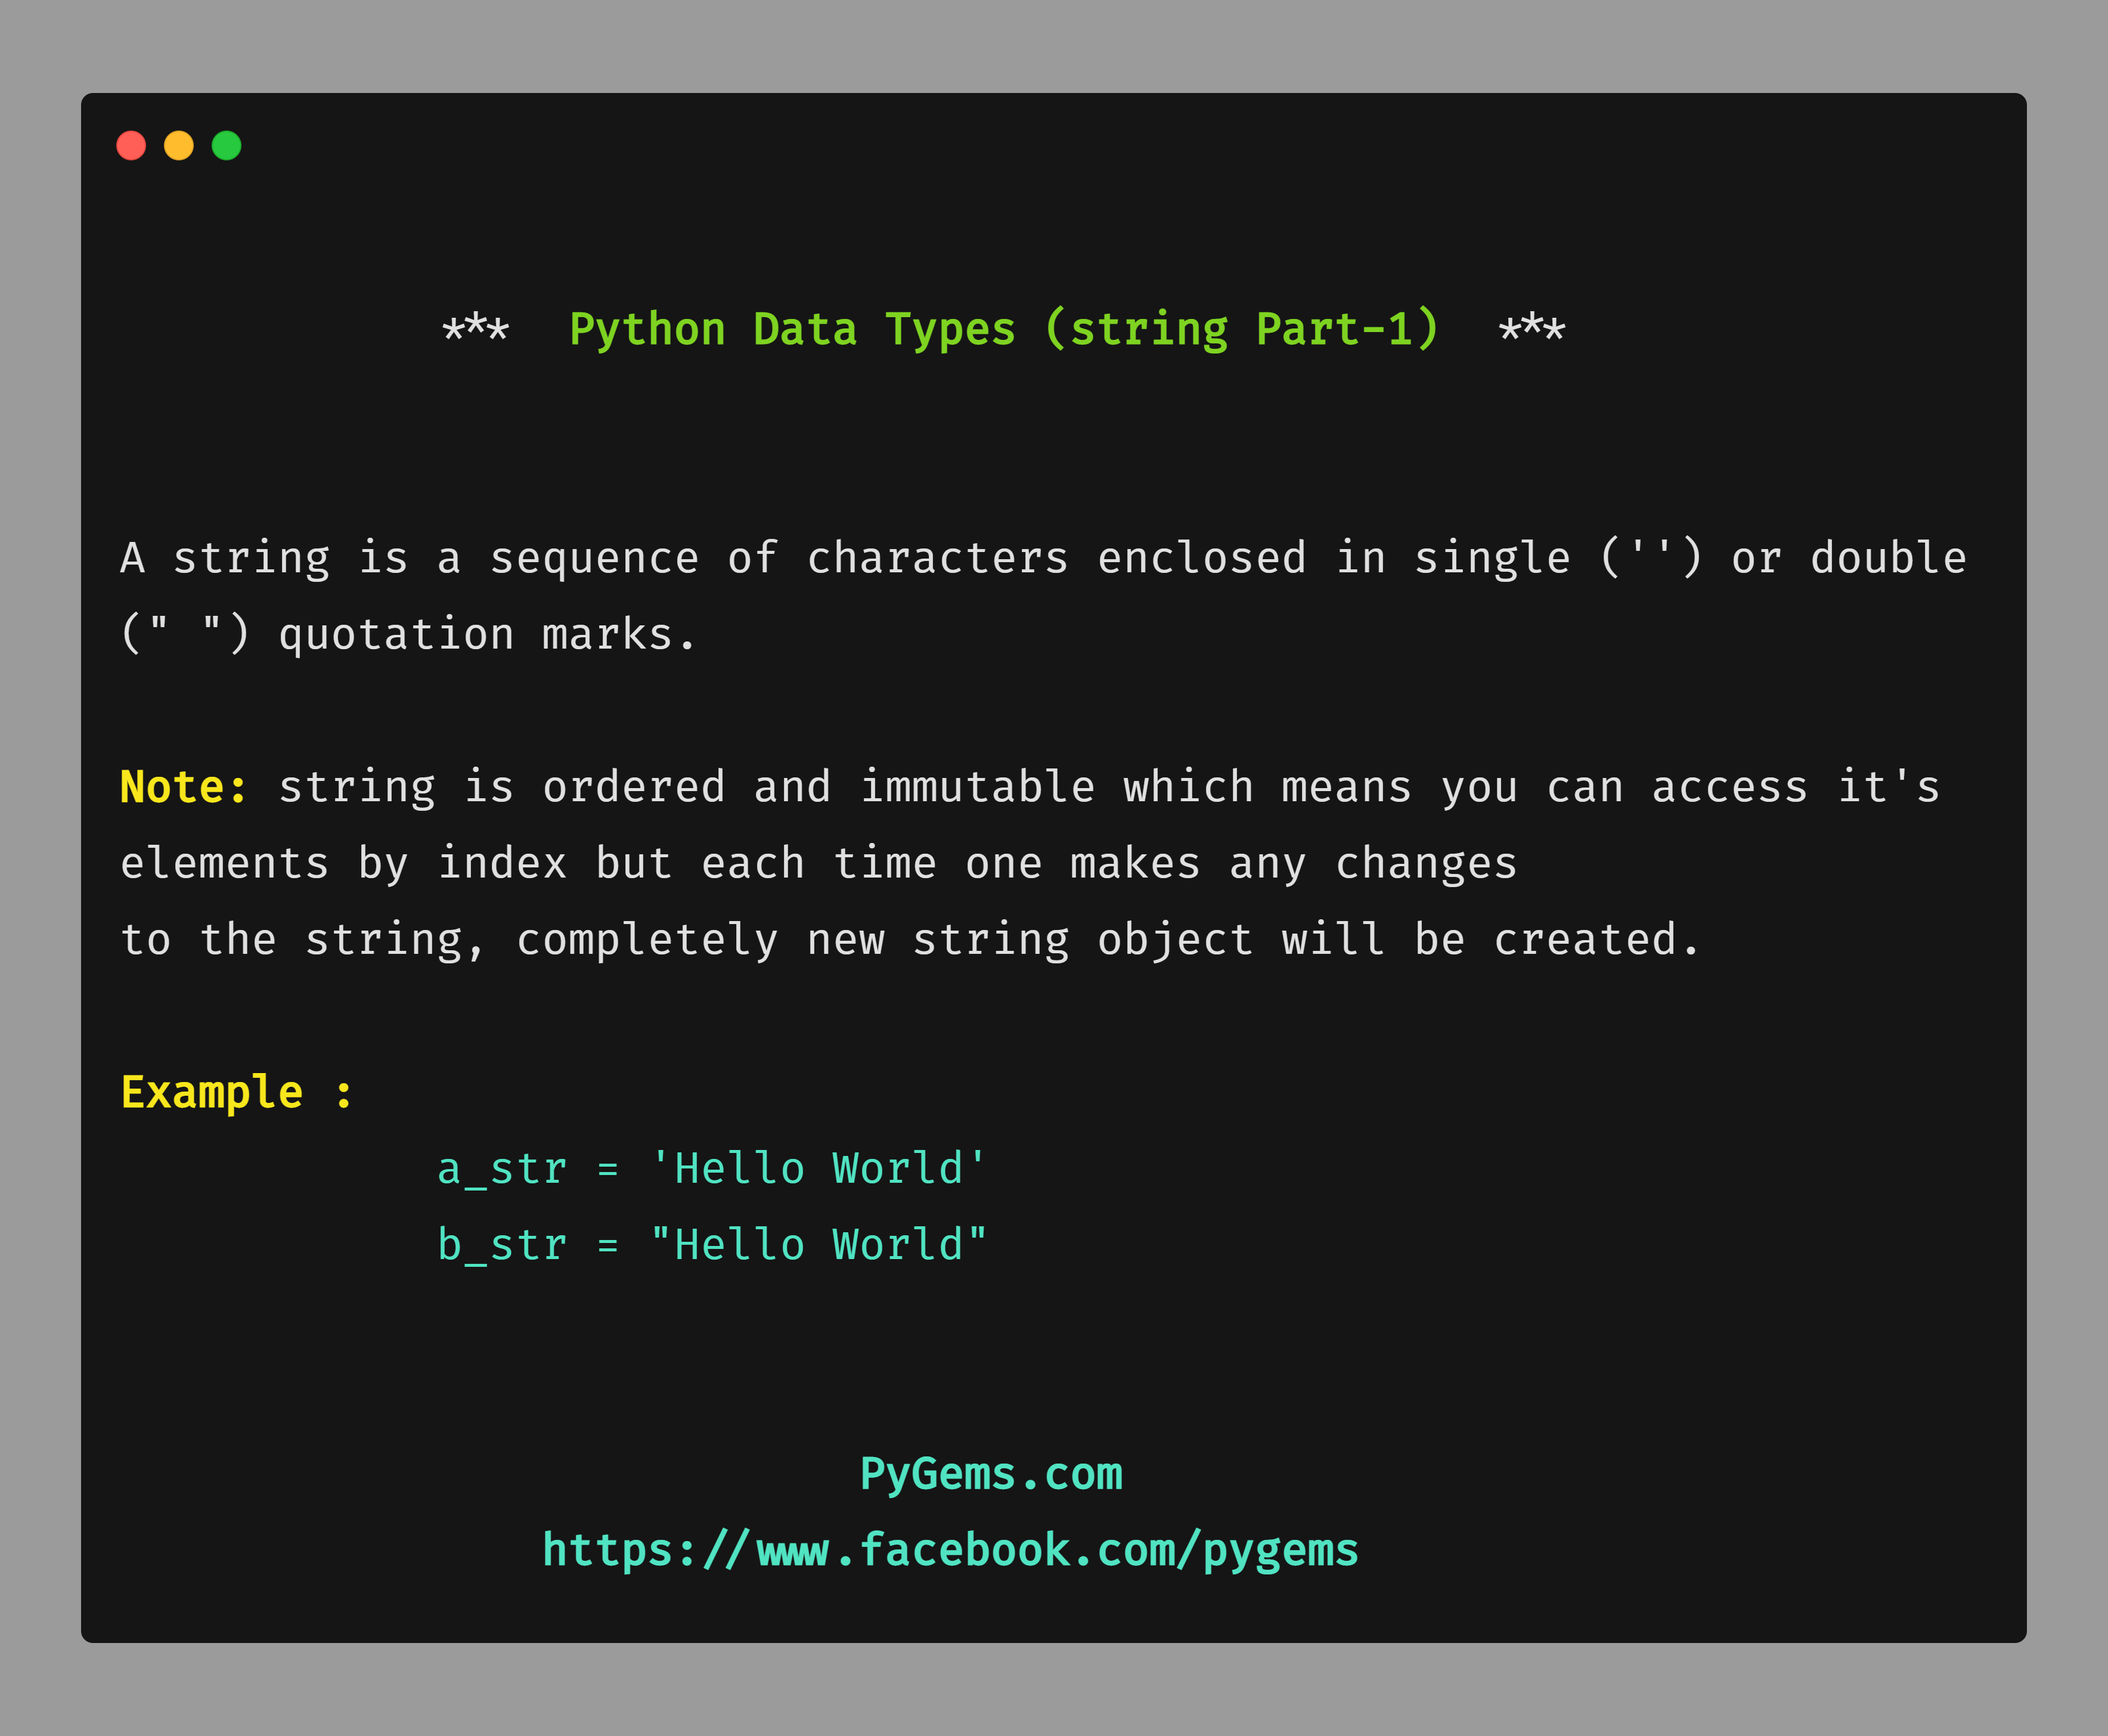 *** Python Data Types (string Part-1) ***
A string is a sequence of characters enclosed in single ('') or double
(" ") quotation marks.
Note: string is ordered and immutable which means you can access it's
elements by index but each time one makes any changes
to the string, completely new string object will be created.
Example :
a_str = 'Hello World'
b_str = "Hello World"
PyGems.com
https://www.facebook.com/pygems